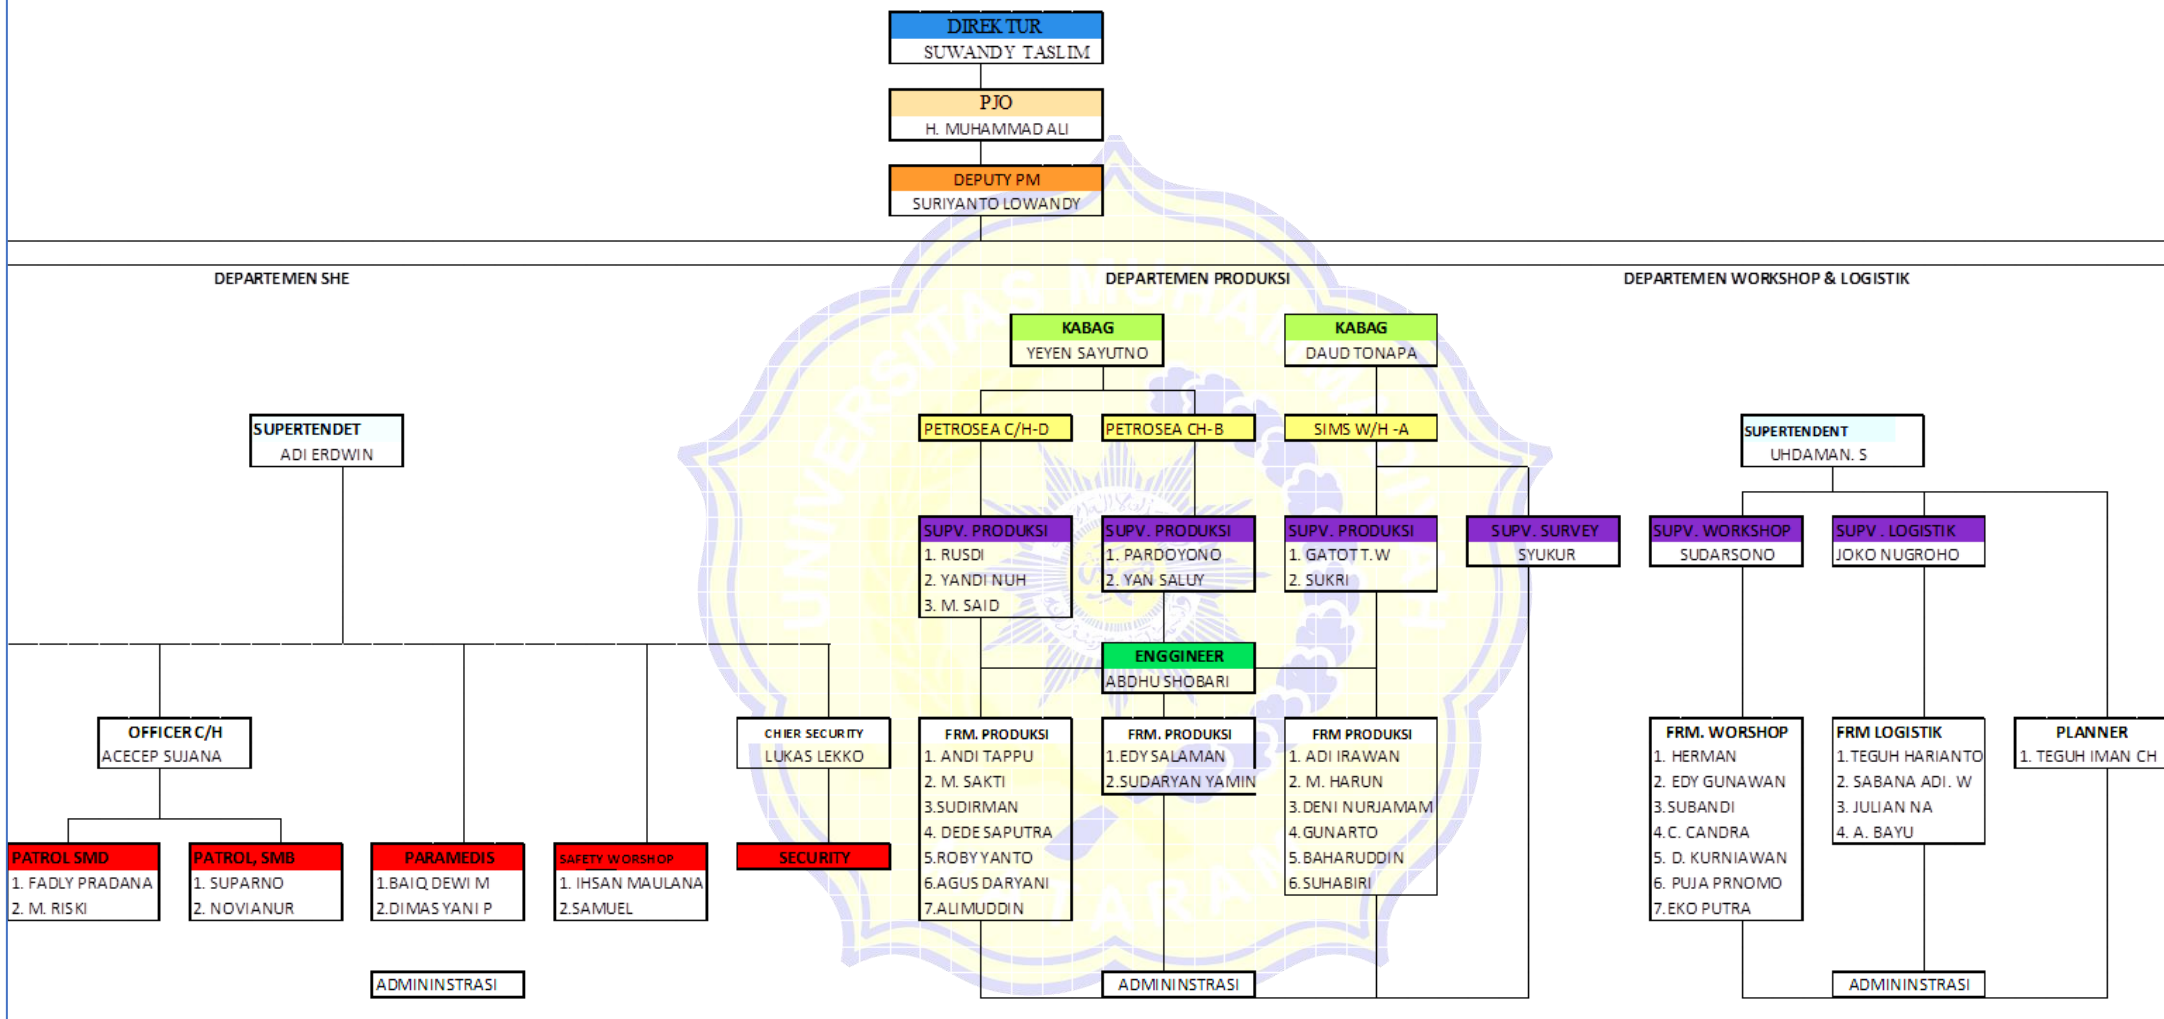 DIREKTUR
SUWANDY TASLIM
PJO
H. MUHAMMAD ALI
DEPUTY PM
SURIYANTO LOWANDY
DEPARTEMEN SHE
SUPERTENDET
ADI ERDWIN
OFFICER C/H
ACECEP SUJANA
PATROL SMD
1. FADLY PRADANA
2. M. RISKI
PATROL, SMB
1. SUPARNO
2. NOVIANUR
PARAMEDIS
1.BAIQ DEWI M
2.DIMAS YANI P
SAFETY WORSHOP
1. IHSAN MAULANA
2.SAMUEL
CHIER SECURITY
LUKAS LEKKO
SECURITY
ADMININSTRASI
DEPARTEMEN PRODUKSI
KABAG
YEYEN SAYUTNO
KABAG
DAUD TONAPA
PETROSEA C/H-D
PETROSEA CH-B
SIMS W/H -A
SUPV. PRODUKSI
1. RUSDI
2. YANDI NUH
3. M. SAID
SUPV. PRODUKSI
1. PARDOYONO
2. YAN SALUY
SUPV. PRODUKSI
1. GATOT T. W
2. SUKRI
SUPV. SURVEY
SYUKUR
ENGGINEER
ABDHU SHOBARI
FRM. PRODUKSI
1. ANDI TAPPU
2. M. SAKTI
3.SUDIRMAN
4. DEDE SAPUTRA
5.ROBY YANTO
6.AGUS DARYANI
7.ALIMUDDIN
FRM. PRODUKSI
1.EDY SALAMAN
2.SUDARYAN YAMIN
FRM PRODUKSI
1. ADI IRAWAN
2. M. HARUN
3.DENI NURJAMAM
4.GUNARTO
5.BAHARUDDIN
6.SUHABIRI
ADMININSTRASI
DEPARTEMEN WORKSHOP & LOGISTIK
SUPERTENDENT
UHDAMAN. S
SUPV. WORKSHOP
SUDARSONO
SUPV . LOGISTIK
JOKO NUGROHO
FRM. WORSHOP
1. HERMAN
2. EDY GUNAWAN
3.SUBANDI
4.C. CANDRA
5. D. KURNIAWAN
6. PUJA PRNOMO
7.EKO PUTRA
FRM LOGISTIK
1.TEGUH HARIANTO
2. SABANA ADI. W
3. JULIAN NA
4. A. BAYU
PLANNER
1. TEGUH IMAN CH
ADMININSTRASI
UNIVERSITAS MUHAMMADIYAH